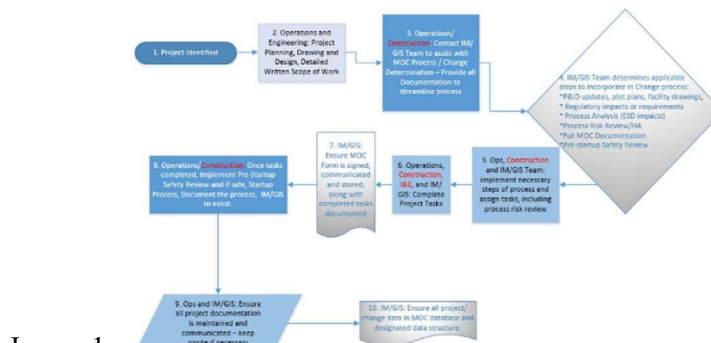 1. Project Identified
2. Operations and
Engineering: Project
Planning, Drawing and
Design, Detailed
Written Scope of Work
3. Operations/
Construction: Contact IM/
GIS Team to assist with
MOC Process / Change
Determination – Provide all
Documentation to
streamline process
4. IM/GIS Team determines applicable
steps to incorporate in Change process:
*P&ID updates, plot plans, facility drawings,
* Regulatory impacts or requirements
* Process Analysis (ESD impacts)
*Process Risk Review/HA
*Full MOC Documentation
*Pre-startup Safety Review
5. Ops, Construction
and IM/GIS Team:
implement necessary
steps of process and
assign tasks, including
process risk review
6. Operations,
Construction,
I&E, and IM/
GIS: Complete
Project Tasks
7. IM/GIS:
Ensure MOC
Form is signed,
communicated
and stored,
along with
completed tasks
documented
8. Operations/Construction: Once tasks
completed, Implement Pre-Startup
Safety Review and if safe, Startup
Process, Document the process, IM/GIS
to assist.
9. Ops and IM/GIS: Ensure
all project documentation
is maintained and
communicated – keep
onsite if necessary
10. IM/GIS: Ensure all project/
change data in MOC database and
designated data structure.